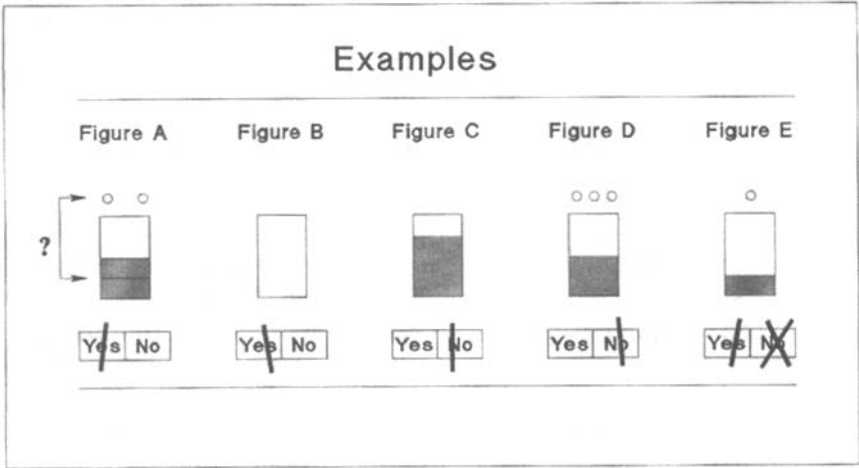 Examples
Figure A Figure B Figure C Figure D Figure E
?
Yes No Yes No Yes No Yes No Yes No